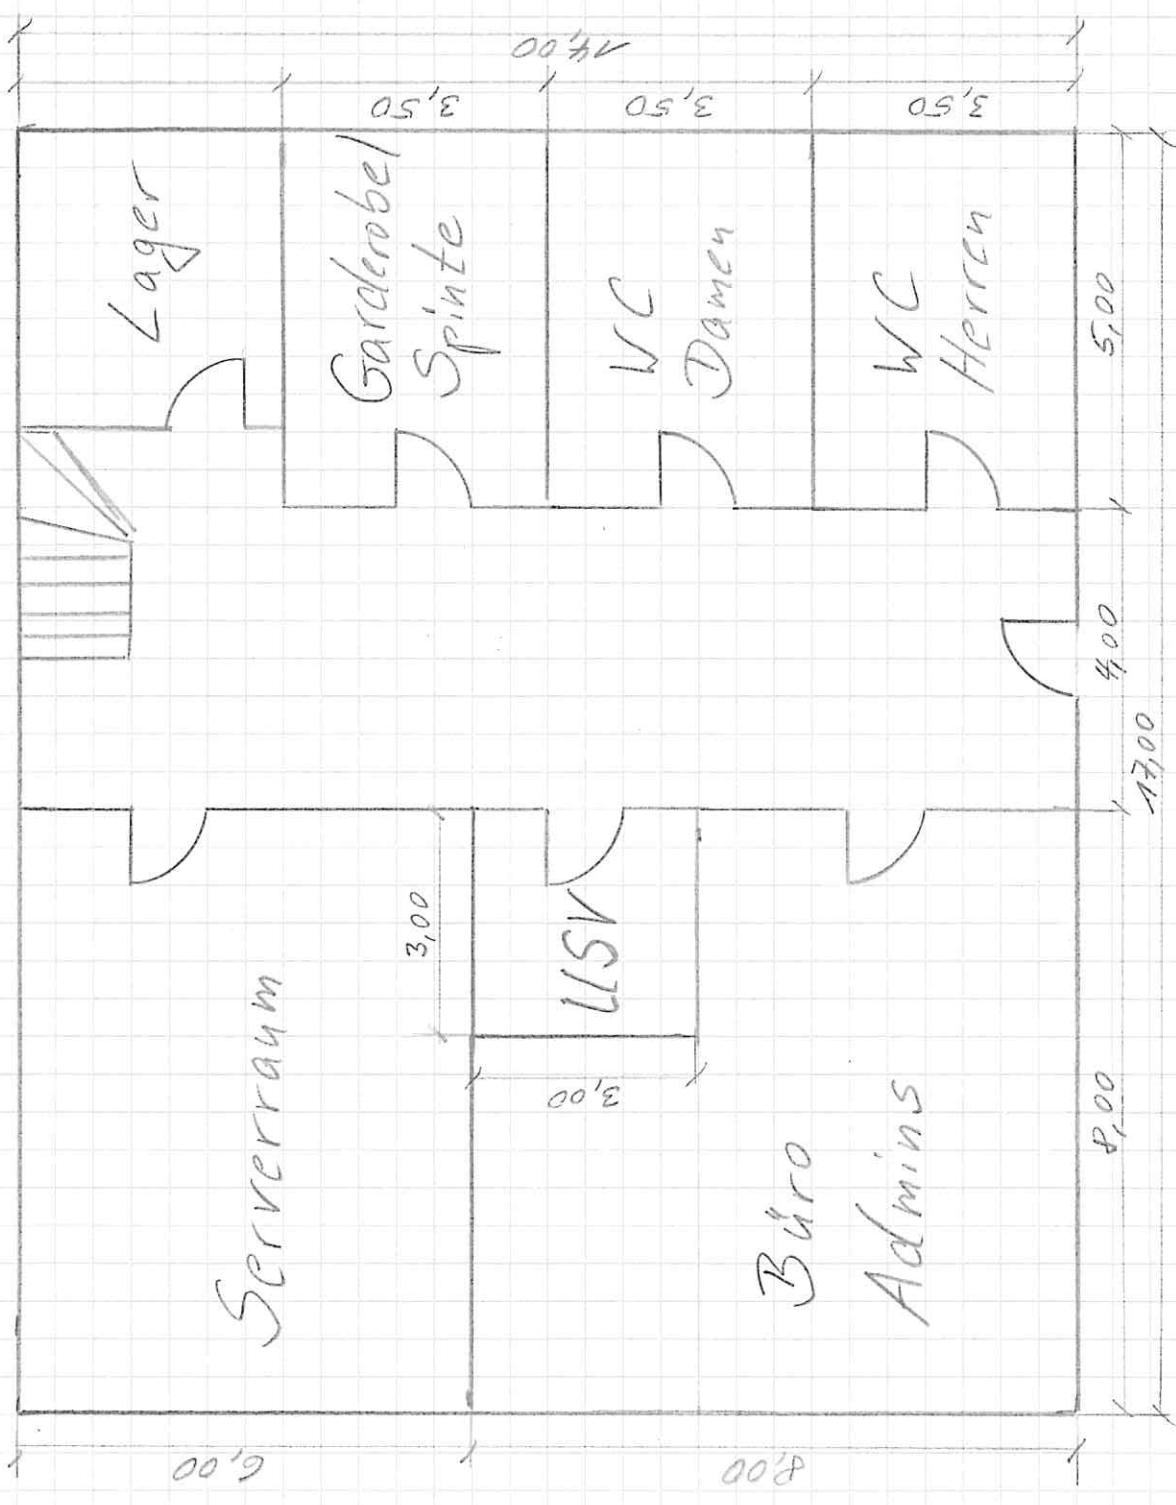 14,00
3,50
3,50
3,50
Lager
Garderobe/
Spinte
WC
Damen
WC
Herren
5,00
4,00
17,00
8,00
Serverraum
3,00
USV
3,00
Büro
Admins
6,00
8,00